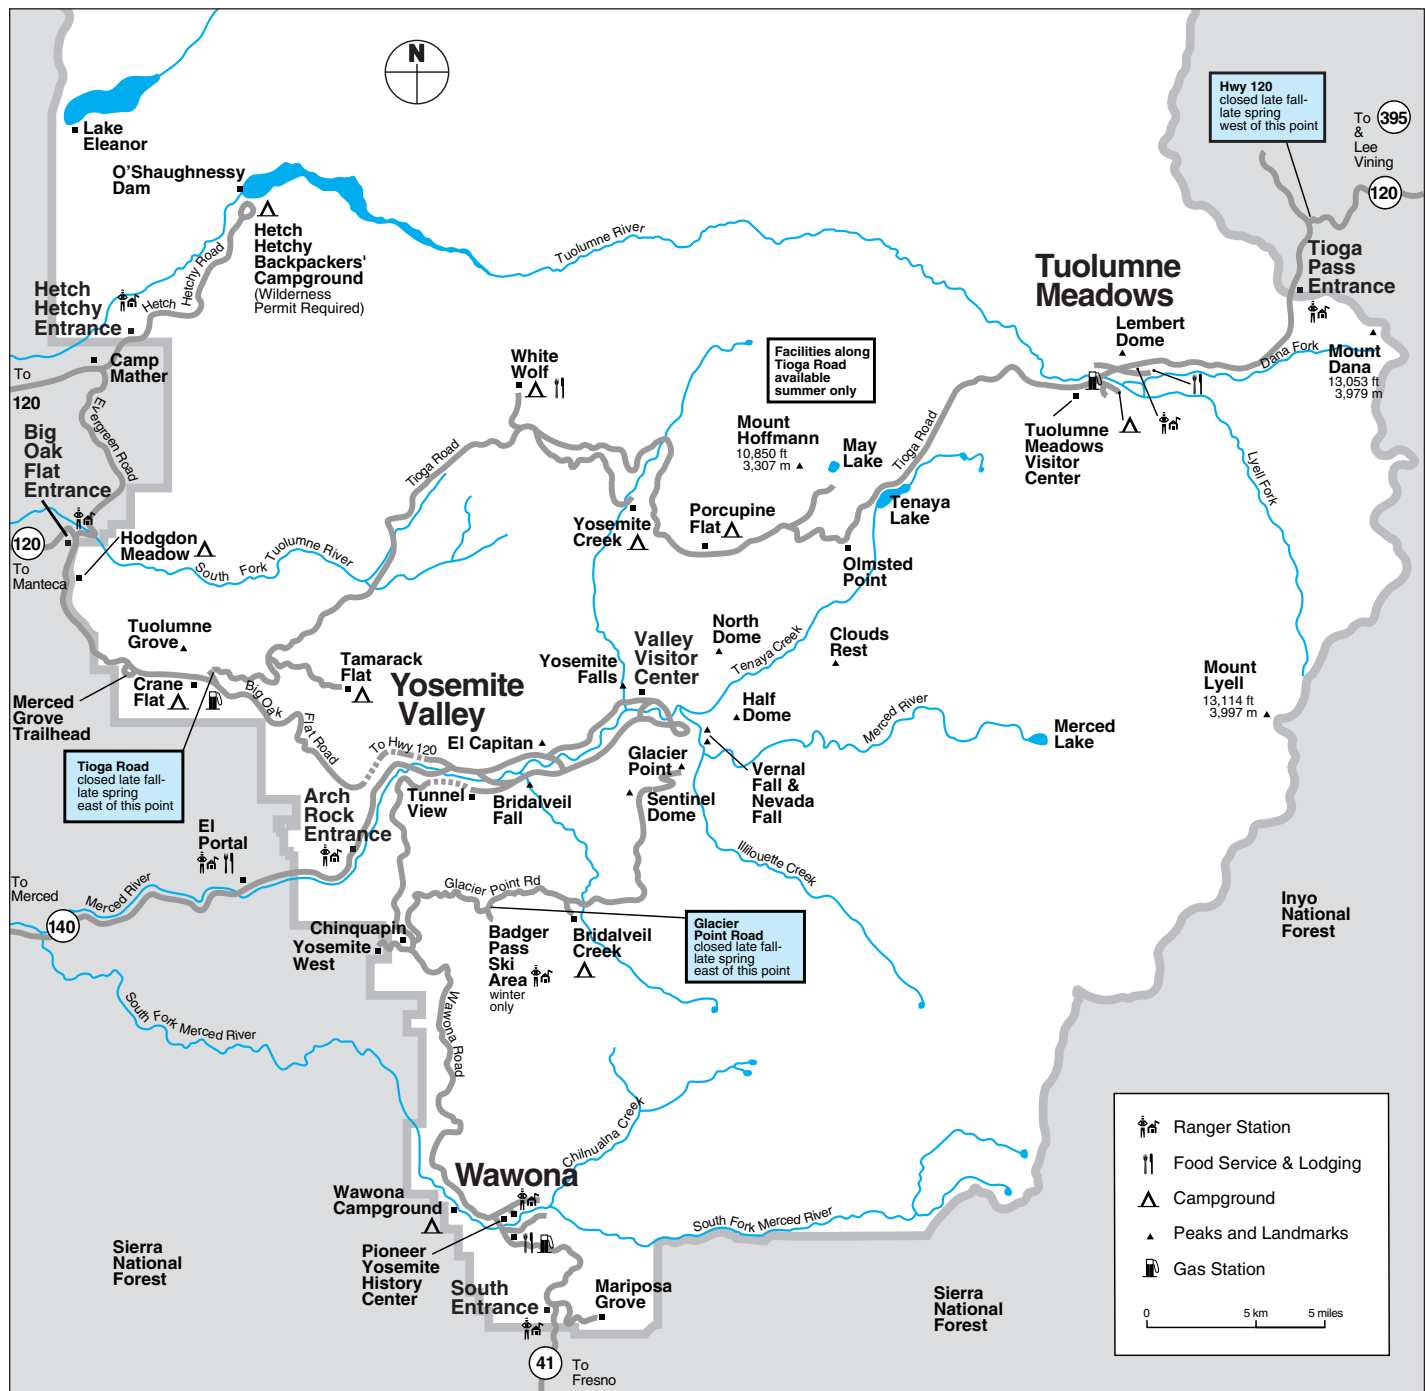 N
Hwy 120
closed late fall-
late spring
west of this point
To
&
Lee
Vining
395
120
Lake
Eleanor
O'Shaughnessy
Dam
Hetch
Hetchy
Backpackers'
Campground
(Wilderness
Permit Required)
Hetch Hetchy Road
Tuolumne River
Hetch
Hetchy
Entrance
Camp
Mather
To
120
Evergreen Road
Big
Oak
Flat
Entrance
120
To
Manteca
Hodgdon
Meadow
South Fork Tuolumne River
White
Wolf
Tioga Road
Facilities along
Tioga Road
available
summer only
Tuolumne
Meadows
Lembert
Dome
Tioga
Pass
Entrance
Dana Fork
Mount
Dana
13,053 ft
3,979 m
Mount
Hoffmann
10,850 ft
3,307 m
May
Lake
Tioga Road
Tuolumne
Meadows
Visitor
Center
Lyell Fork
Yosemite
Creek
Porcupine
Flat
Tenaya
Lake
Olmsted
Point
Tuolumne
Grove
Merced
Grove
Trailhead
Crane
Flat
Tamarack
Flat
Big Oak Flat Road
Yosemite
Valley
Yosemite
Falls
Valley
Visitor
Center
North
Dome
Tenaya Creek
Clouds
Rest
Half
Dome
Merced River
Merced
Lake
Mount
Lyell
13,114 ft
3,997 m
Tioga Road
closed late fall-
late spring
east of this point
To Hwy 120
El Capitan
Glacier
Point
Sentinel
Dome
Vernal
Fall &
Nevada
Fall
Arch
Rock
Entrance
Tunnel
View
Bridalveil
Fall
El
Portal
To
Merced
Merced River
140
Illilouette Creek
Glacier Point Rd
Chinquapin
Yosemite
West
Badger
Pass
Ski
Area
winter
only
Bridalveil
Creek
Glacier
Point Road
closed late fall-
late spring
east of this point
Inyo
National
Forest
South Fork Merced River
Wawona Road
Chilnualna Creek
Wawona
Wawona
Campground
Pioneer
Yosemite
History
Center
South Fork Merced River
South
Entrance
Mariposa
Grove
41
To
Fresno
Sierra
National
Forest
Sierra
National
Forest
Ranger Station
Food Service & Lodging
Campground
Peaks and Landmarks
Gas Station
0
5 km
5 miles